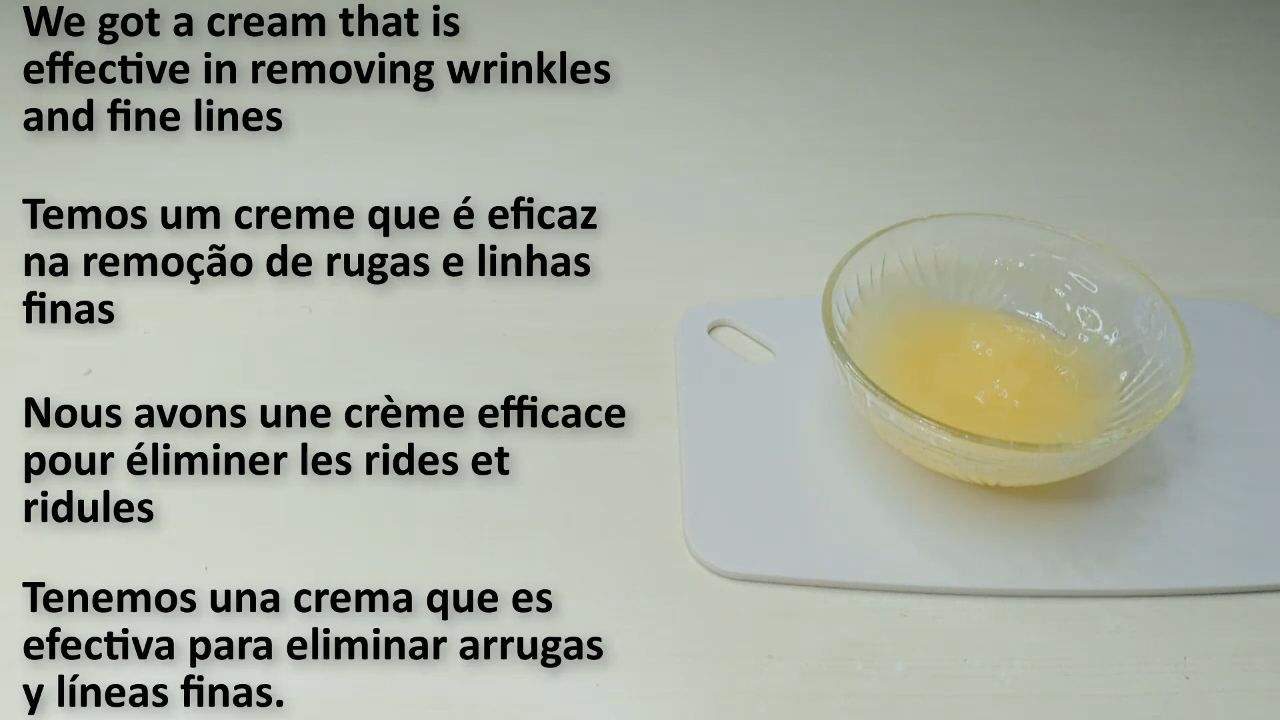 We got a cream that is
effective in removing wrinkles
and fine lines
Temos um creme que é eficaz
na remoção de rugas e linhas
finas
Nous avons une crème efficace
pour éliminer les rides et
ridules
Tenemos una crema que es
efectiva para eliminar arrugas
y líneas finas.